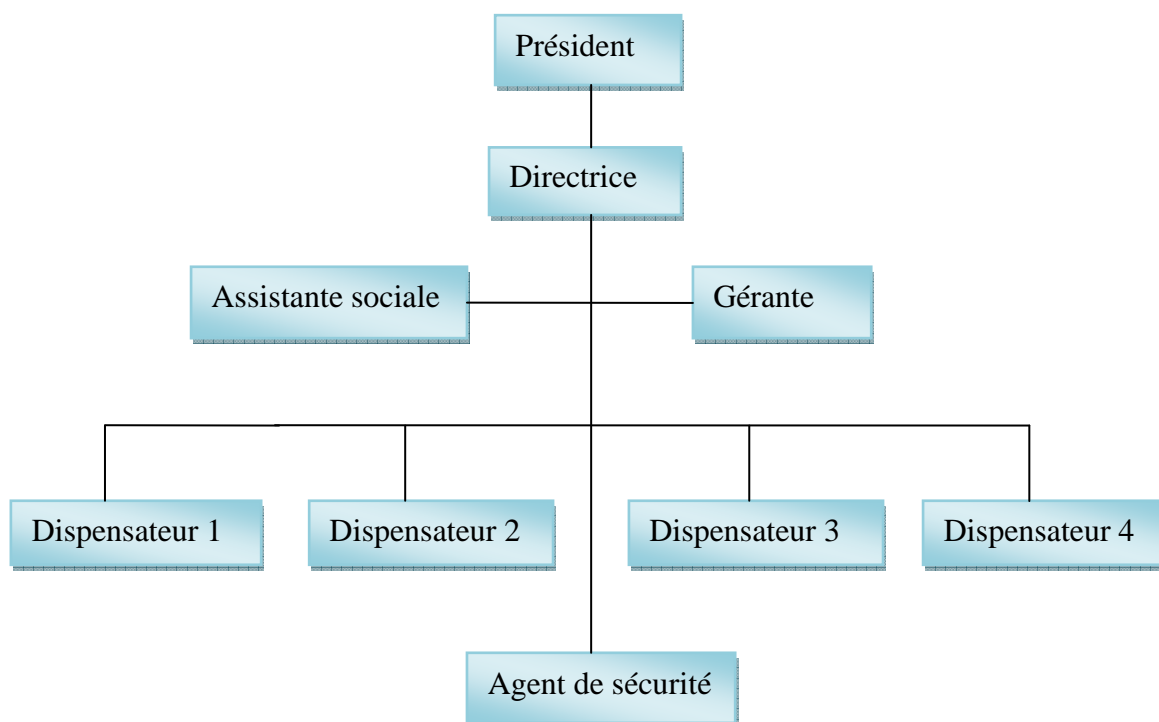 Président
Directrice
Assistante sociale
Gérante
Dispensateur 1
Dispensateur 2
Dispensateur 3
Dispensateur 4
Agent de sécurité